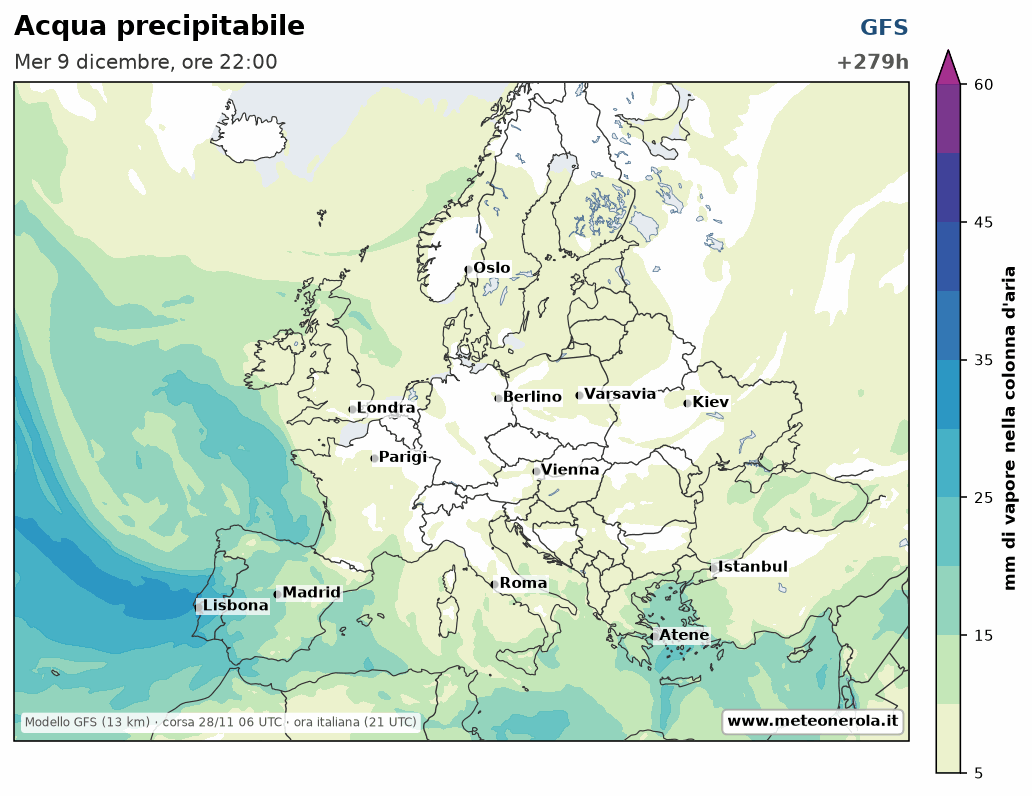 Acqua precipitabile
GFS
Mer 9 dicembre, ore 22:00
+279h
60
45
35
25
15
5
mm di vapore nella colonna d'aria
Oslo
Berlino
Varsavia
Kiev
Londra
Parigi
Vienna
Istanbul
Roma
Madrid
Lisbona
Atene
Modello GFS (13 km) · corsa 28/11 06 UTC · ora italiana (21 UTC)
www.meteonerola.it